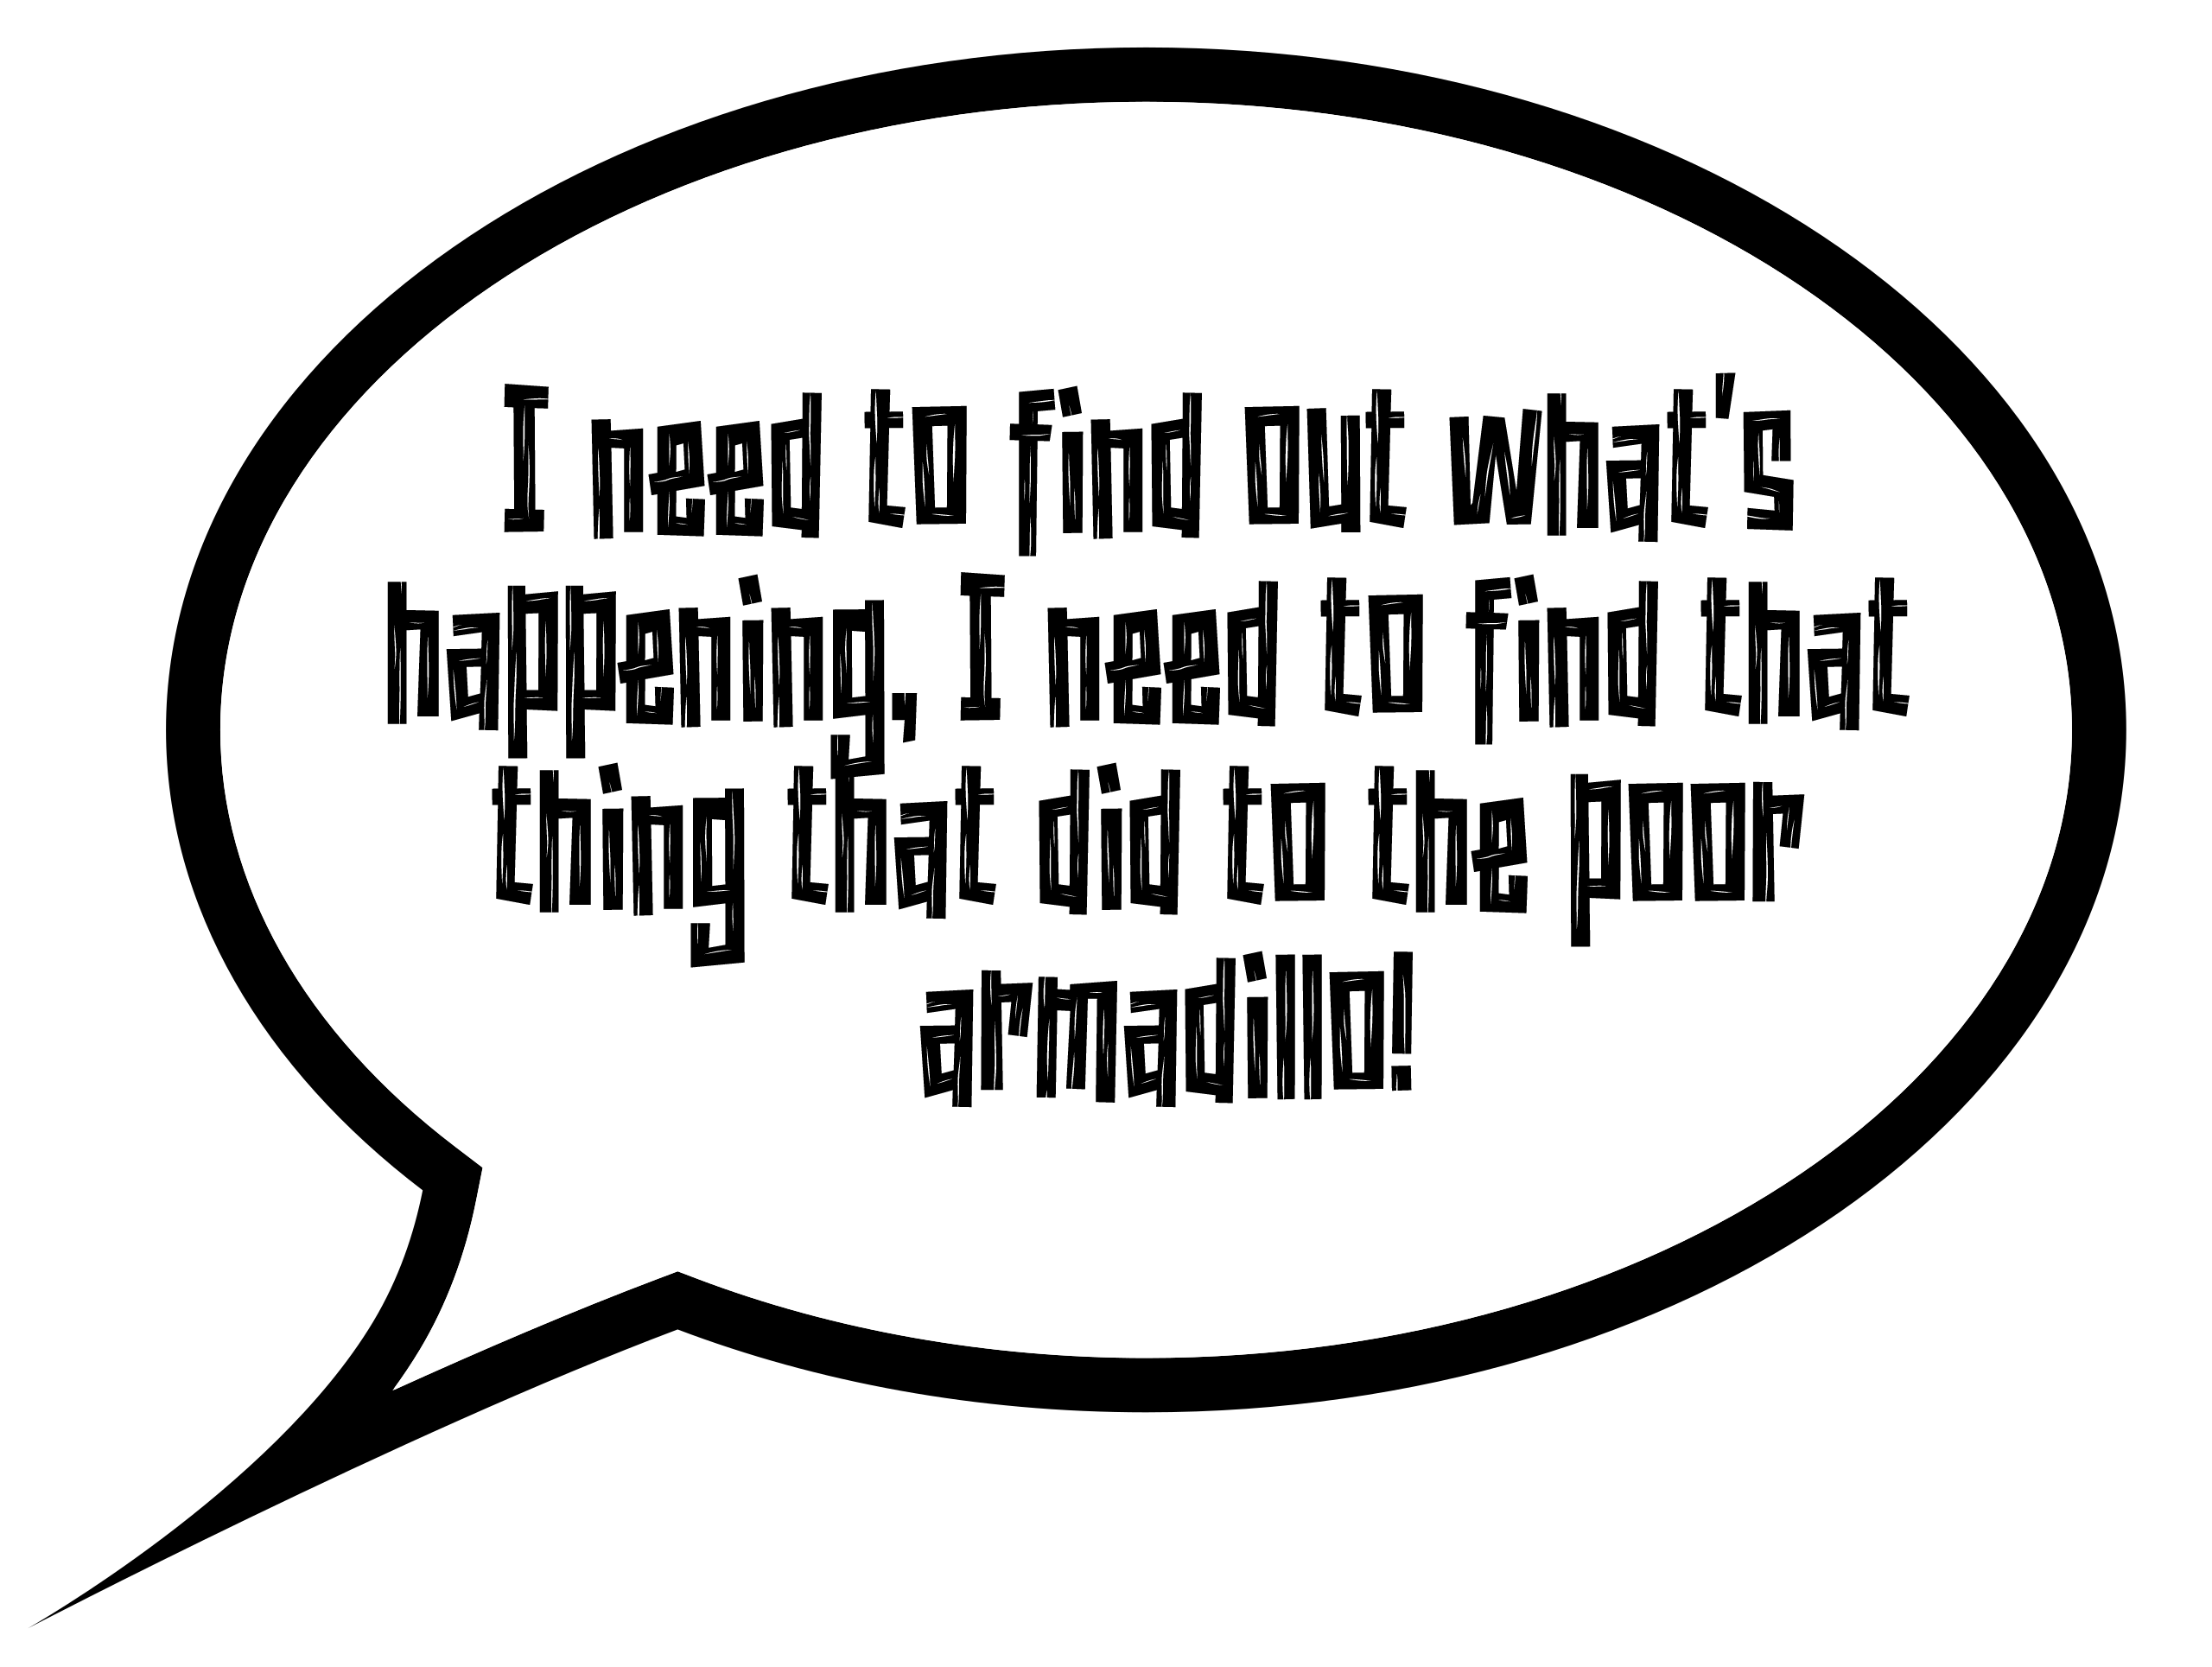 I need to find out what's
happening, I need to find that
thing that did to the poor
armadillo!